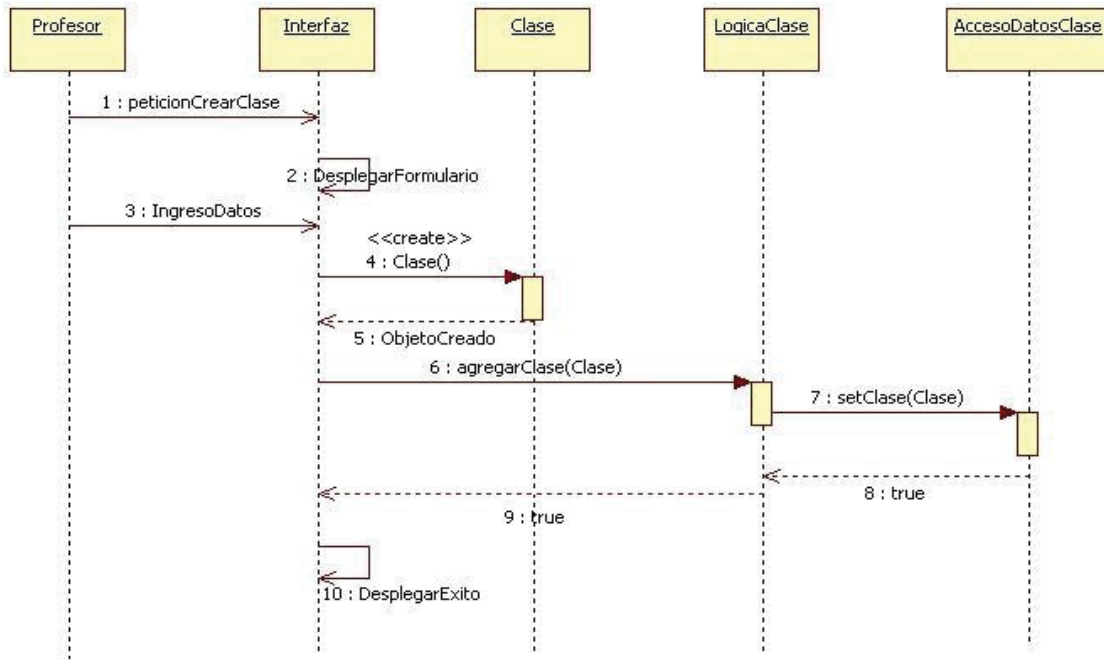 Profesor
Interfaz
Clase
LogicaClase
AccesoDatosClase
1 : peticionCrearClase
2 : DesplegarFormulario
3 : IngresoDatos
<<create>>
4 : Clase()
5 : ObjetoCreado
6 : agregarClase(Clase)
7 : setClase(Clase)
8 : true
9 : true
10 : DesplegarExito